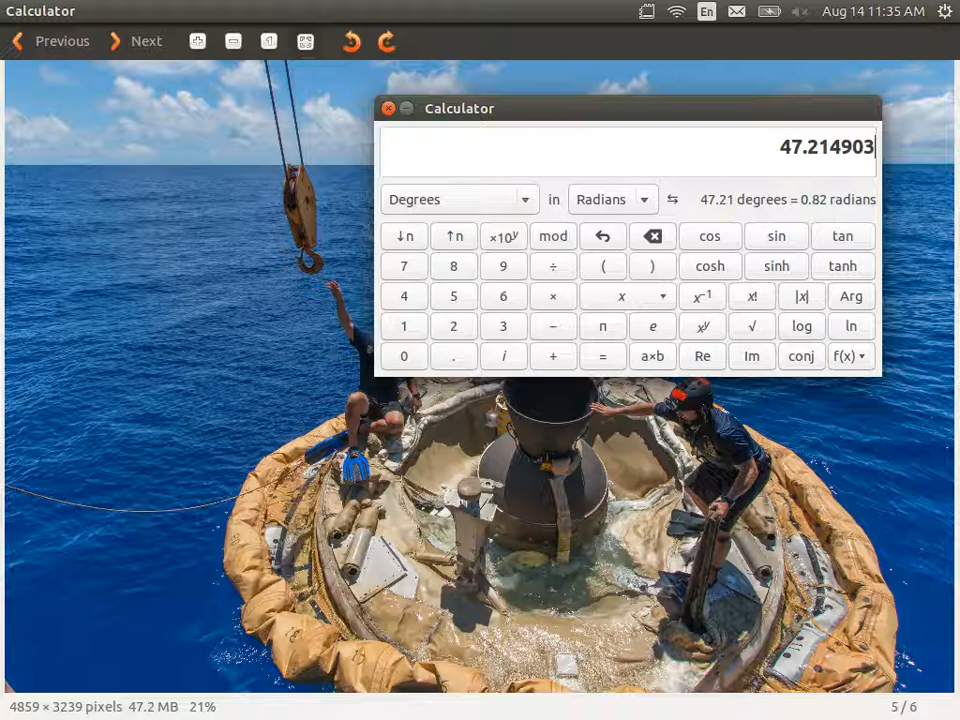 Calculator
En
Aug 14 11:35 AM
Previous
Next
Calculator
47.214903
Degrees in Radians ⇆ 47.21 degrees = 0.82 radians
↓n ↑n ×10ʸ mod cos sin tan
7 8 9 ÷ ( ) cosh sinh tanh
4 5 6 × x x⁻¹ x! |x| Arg
1 2 3 − π e xʸ √ log ln
0 . i + = a×b Re Im conj f(x)
4859 × 3239 pixels 47.2 MB 21%
5 / 6